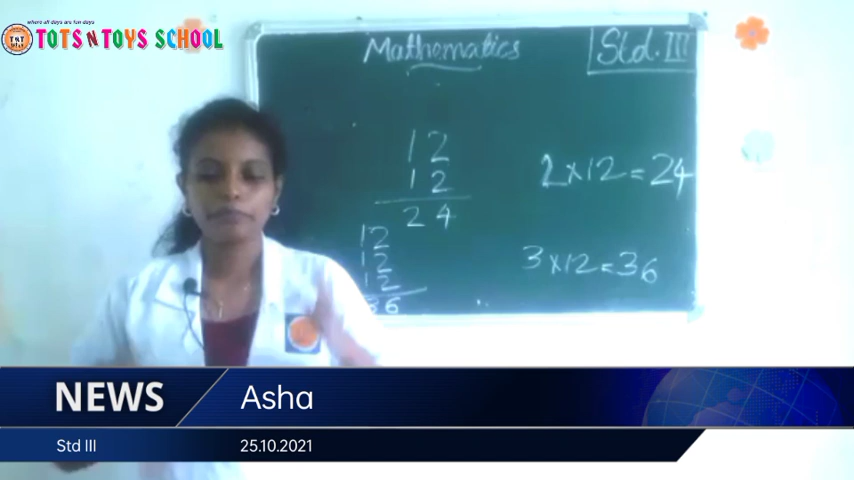 where all days are fun days
TOTS N TOYS SCHOOL
TNT
Mathematics
Std. III
12
12
24
2x12=24
12
12
12
36
3x12=36
NEWS
Asha
Std III
25.10.2021